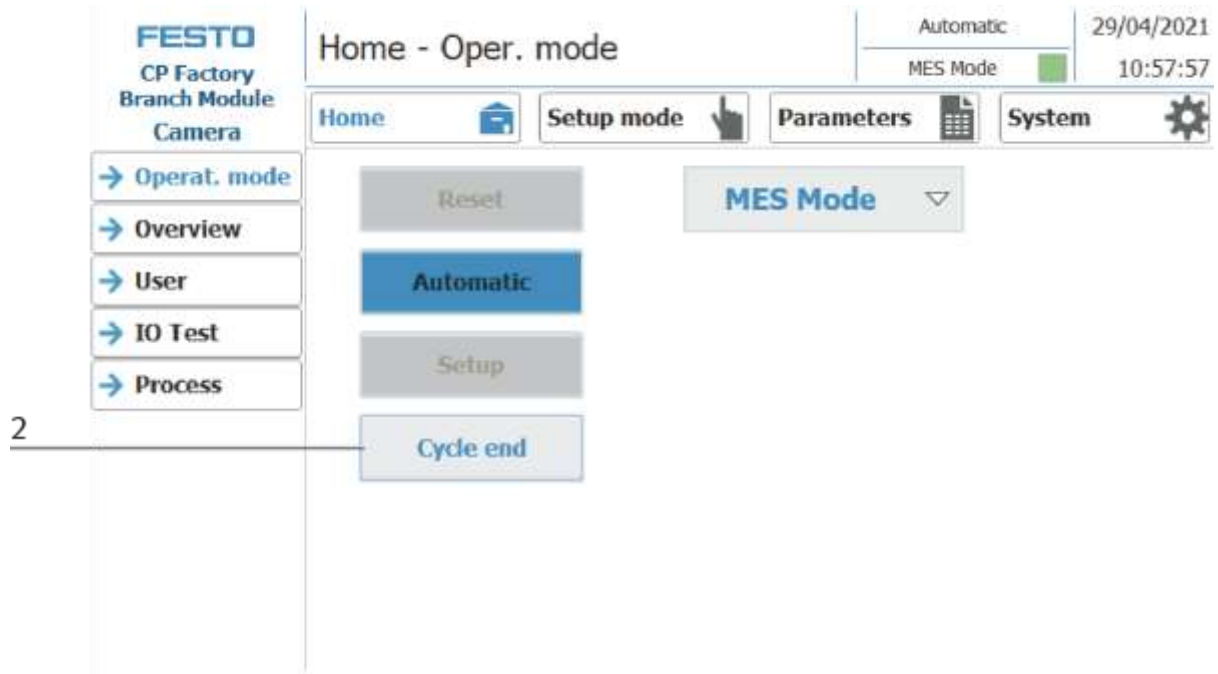 FESTO
CP Factory
Branch Module
Camera
Home - Oper. mode
Automatic
MES Mode
29/04/2021
10:57:57
Home
Setup mode
Parameters
System
Operat. mode
Overview
User
IO Test
Process
Reset
Automatic
Setup
Cycle end
MES Mode
2